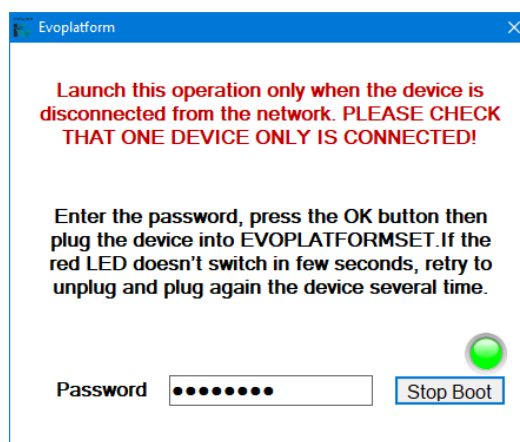 Evoplatform
Launch this operation only when the device is
disconnected from the network. PLEASE CHECK
THAT ONE DEVICE ONLY IS CONNECTED!
Enter the password, press the OK button then
plug the device into EVOPLATFORMSET.If the
red LED doesn't switch in few seconds, retry to
unplug and plug again the device several time.
Password ●●●●●●●● Stop Boot